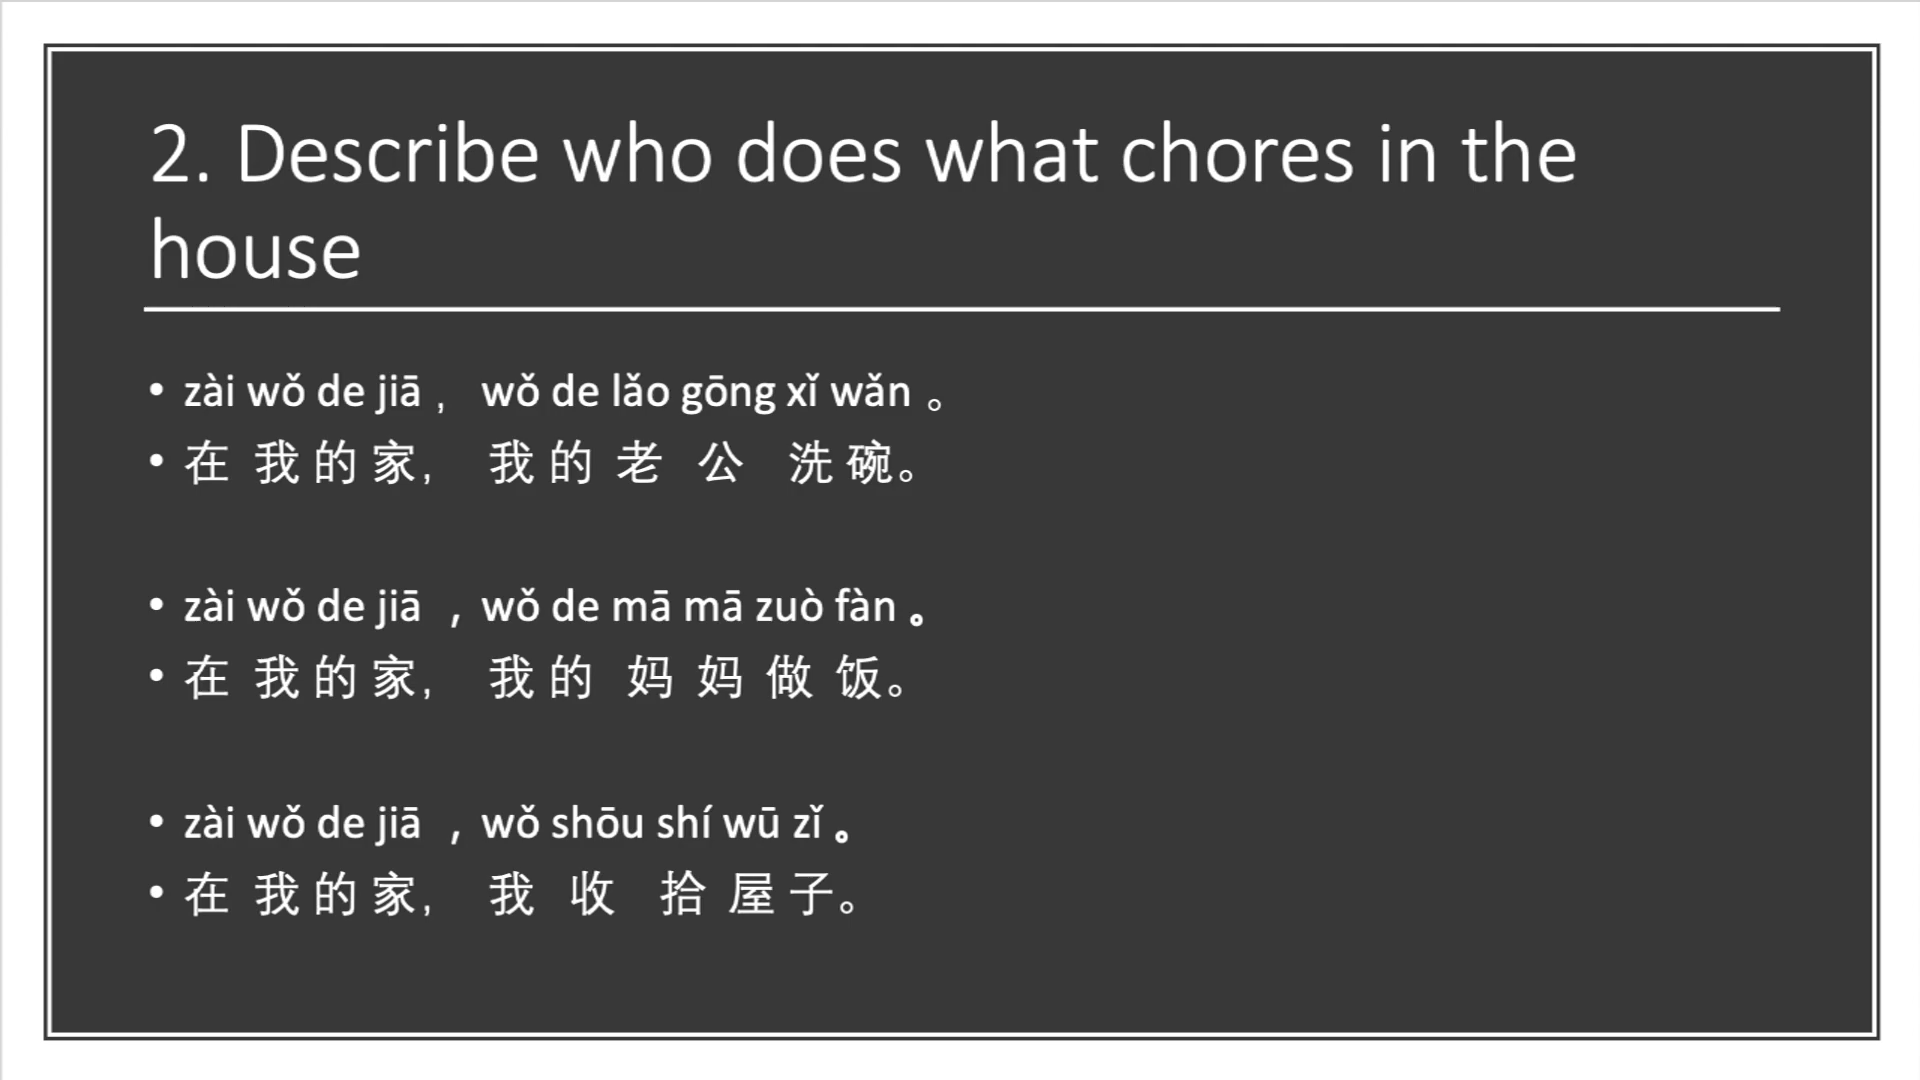 2. Describe who does what chores in the
house
• zài wǒ de jiā， wǒ de lǎo gōng xǐ wǎn 。
• 在 我 的 家, 我 的 老 公 洗 碗。
• zài wǒ de jiā ，wǒ de mā mā zuò fàn 。
• 在 我 的 家, 我 的 妈 妈 做 饭。
• zài wǒ de jiā ，wǒ shōu shí wū zǐ 。
• 在 我 的 家, 我 收 拾 屋 子。